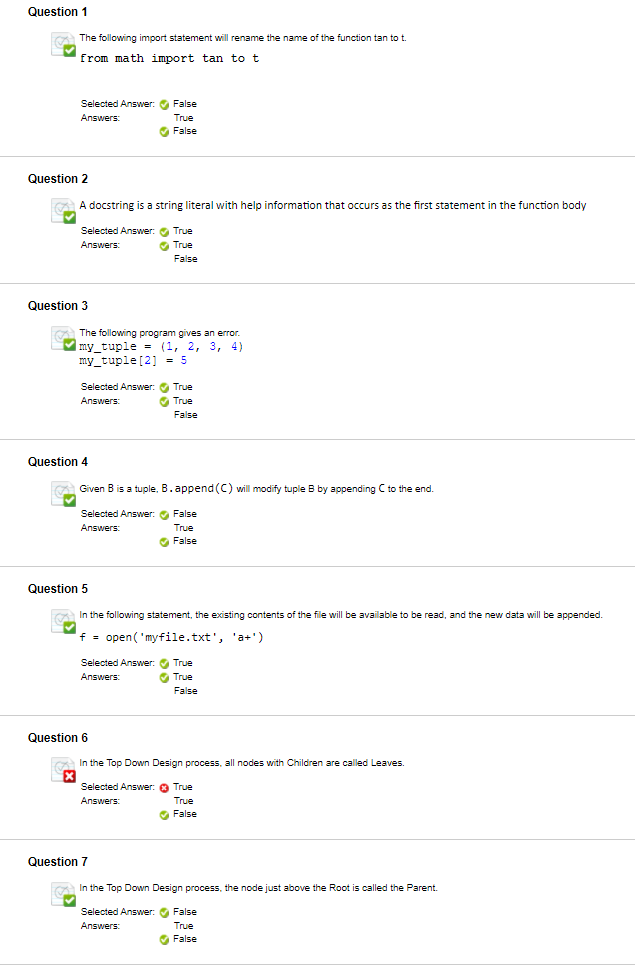 Question 1
The following import statement will rename the name of the function tan to t.
from math import tan to t
Selected Answer: False
Answers: True
False
Question 2
A docstring is a string literal with help information that occurs as the first statement in the function body
Selected Answer: True
Answers: True
False
Question 3
The following program gives an error.
my_tuple = (1, 2, 3, 4)
my_tuple[2] = 5
Selected Answer: True
Answers: True
False
Question 4
Given B is a tuple, B.append(C) will modify tuple B by appending C to the end.
Selected Answer: False
Answers: True
False
Question 5
In the following statement, the existing contents of the file will be available to be read, and the new data will be appended.
f = open('myfile.txt', 'a+')
Selected Answer: True
Answers: True
False
Question 6
In the Top Down Design process, all nodes with Children are called Leaves.
Selected Answer: True
Answers: True
False
Question 7
In the Top Down Design process, the node just above the Root is called the Parent.
Selected Answer: False
Answers: True
False